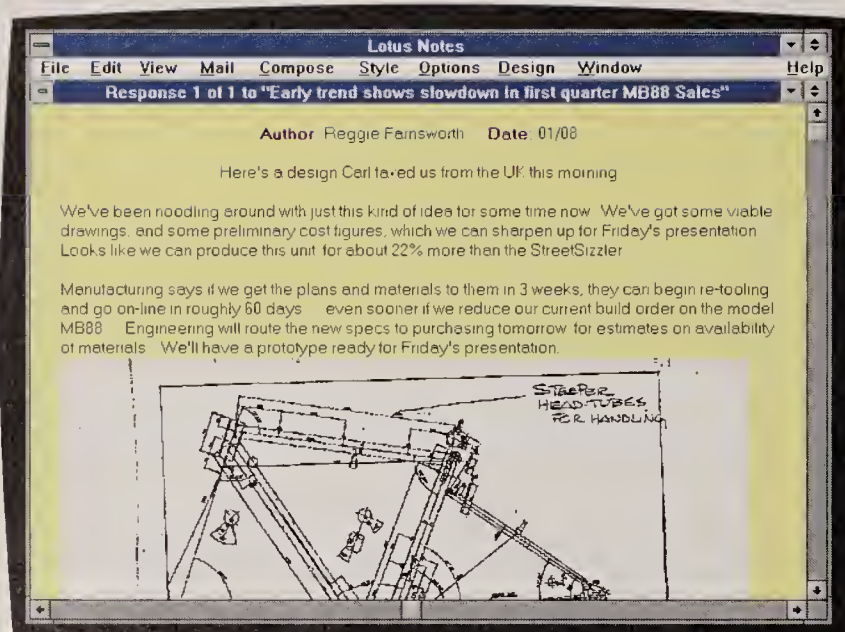 Lotus Notes
File Edit View Mail Compose Style Options Design Window Help
Response 1 of 1 to "Early trend shows slowdown in first quarter MB88 Sales"
Author Reggie Farnsworth Date: 01/08
Here's a design Carl faxed us from the UK this morning
We've been noodling around with just this kind of idea for some time now We've got some viable
drawings, and some preliminary cost figures, which we can sharpen up for Friday's presentation
Looks like we can produce this unit for about 22% more than the StreetSizzler
Manufacturing says if we get the plans and materials to them in 3 weeks, they can begin re-tooling
and go on-line in roughly 60 days even sooner if we reduce our current build order on the model
MB88 Engineering will route the new specs to purchasing tomorrow for estimates on availability
of materials We'll have a prototype ready for Friday's presentation.
STEEPER
HEAD-TUBES
FOR HANDLING